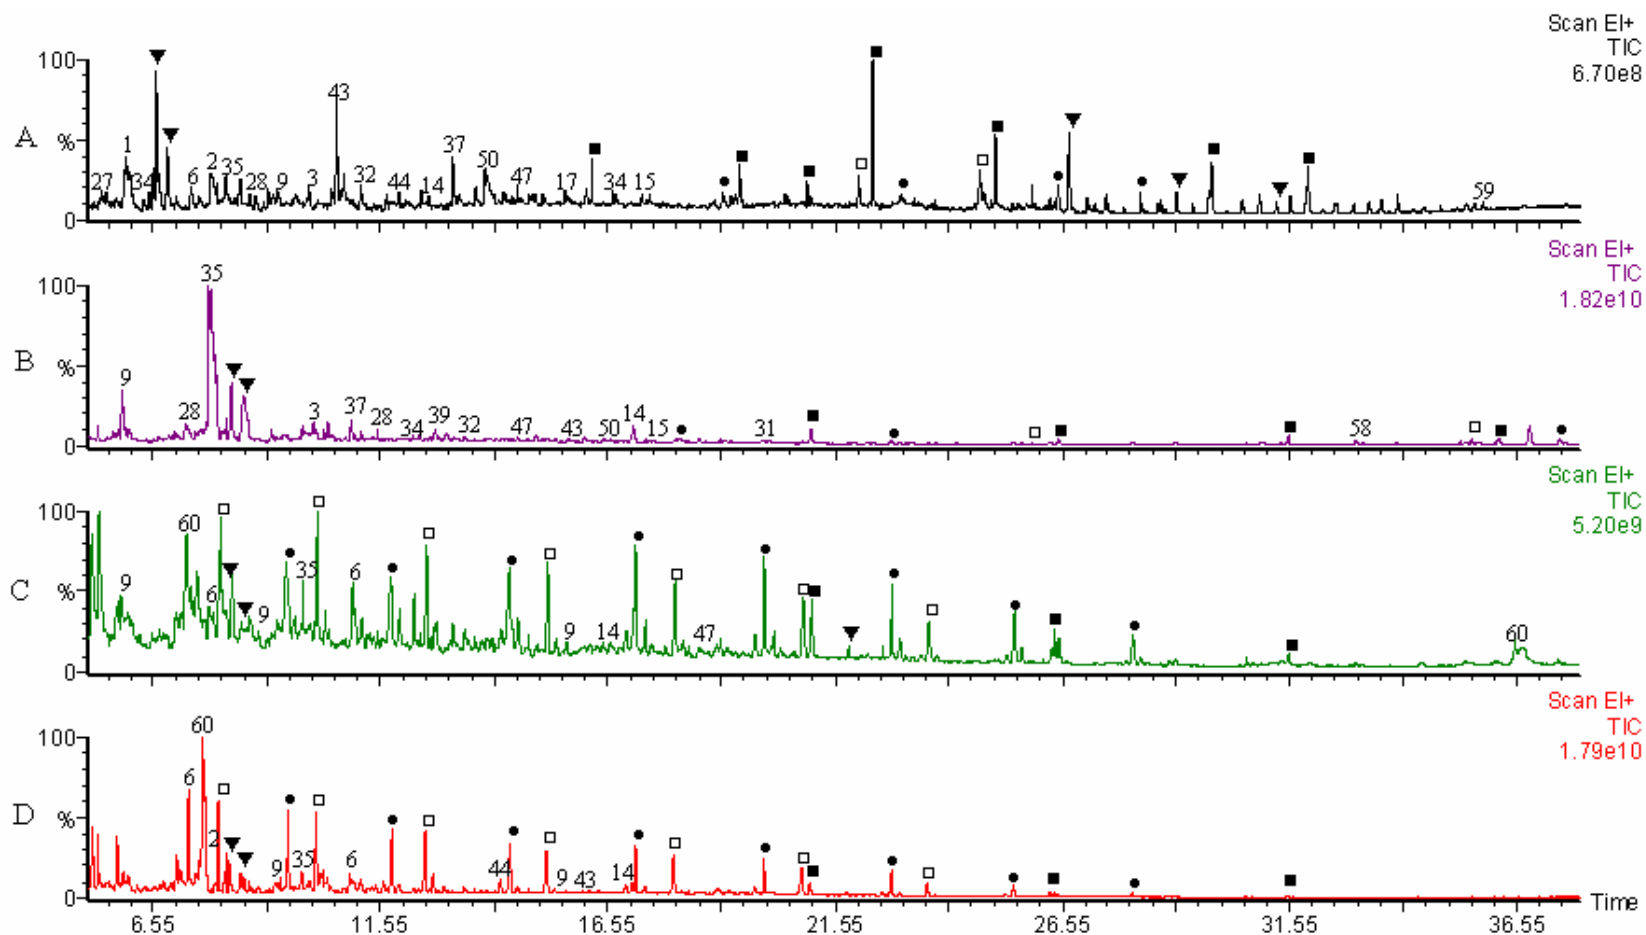 Scan EI+
TIC
6.70e8
A
100
%
0
27 1 34 6 2 35 28 9 3 43 32 44 14 37 50 47 17 34 15 59
Scan EI+
TIC
1.82e10
B
100
%
0
9 28 35 3 37 28 34 39 32 47 43 50 14 15 31 58
Scan EI+
TIC
5.20e9
C
100
%
0
9 60 6 9 35 6 9 14 47 60
Scan EI+
TIC
1.79e10
D
100
%
0
6 60 2 9 35 6 44 9 43 14
Time
6.55 11.55 16.55 21.55 26.55 31.55 36.55